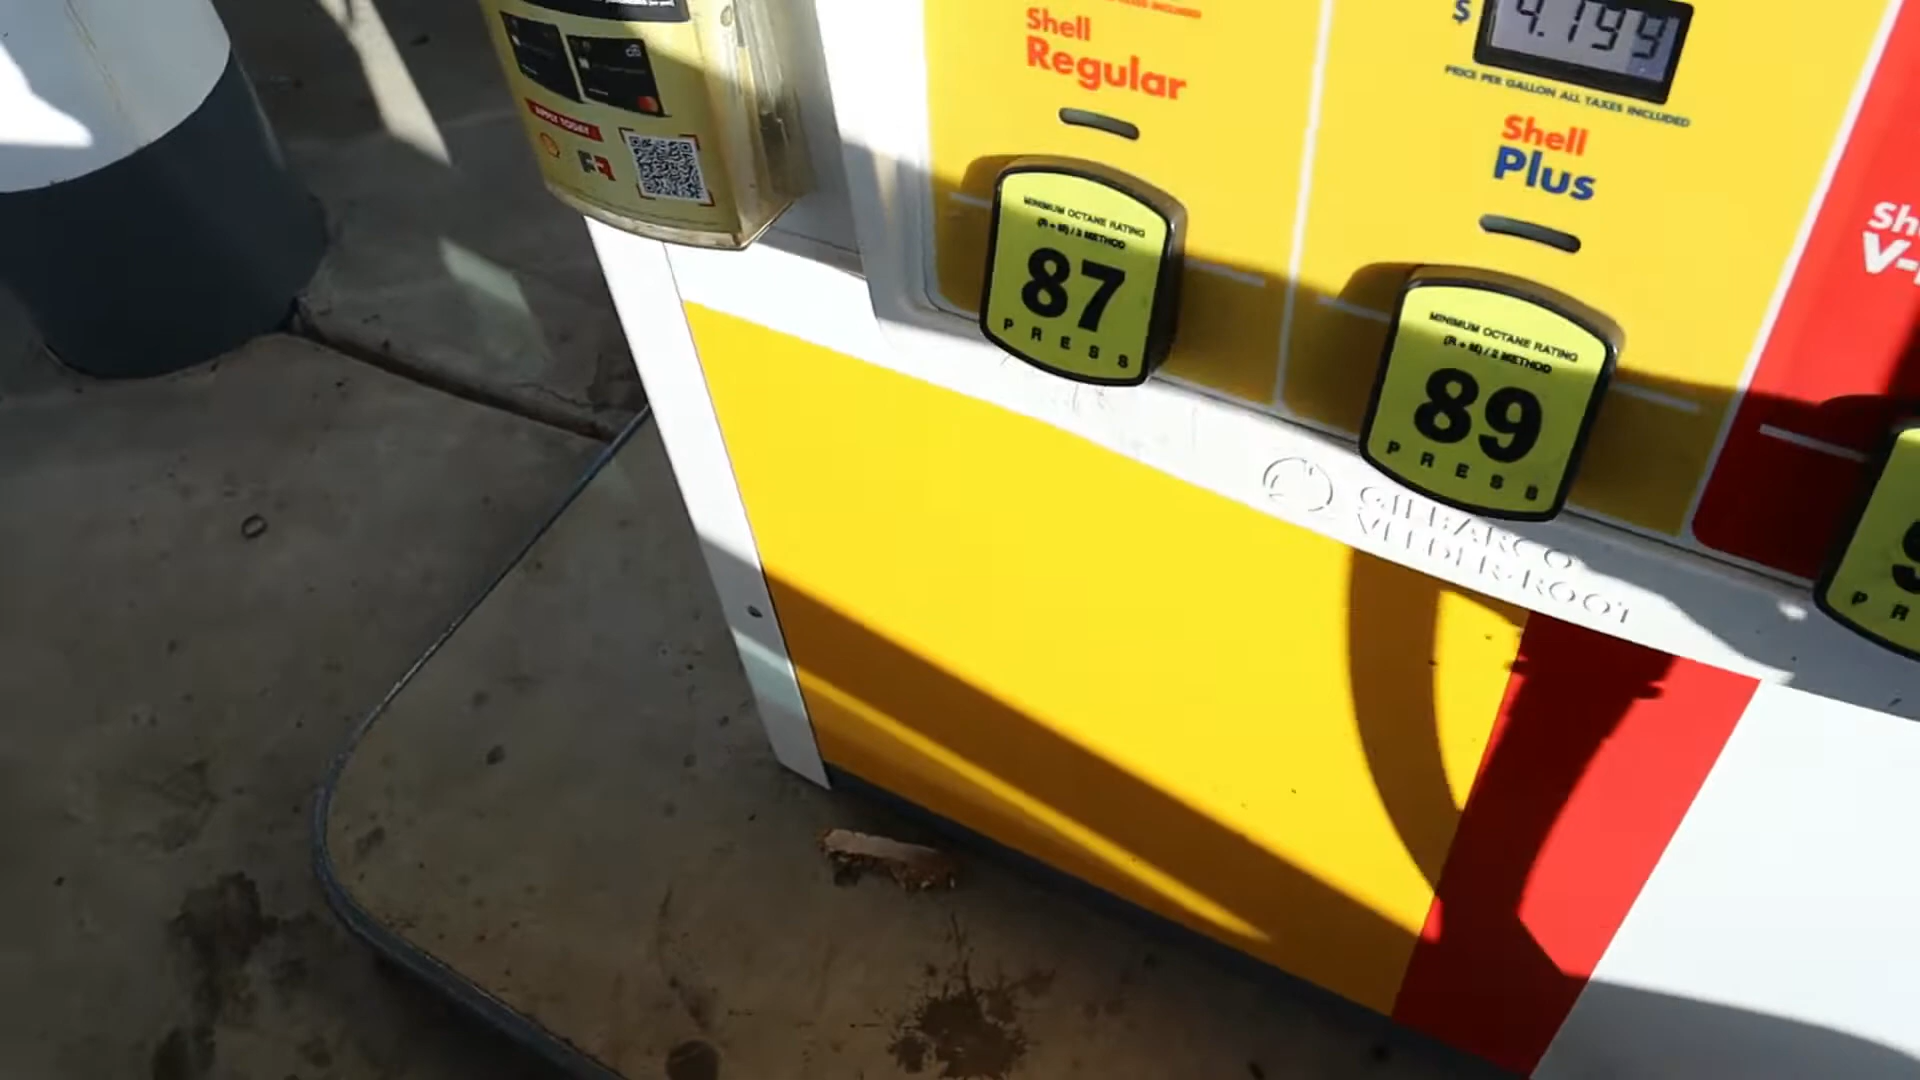 citi
APPLY TODAY
Shell
Regular
MINIMUM OCTANE RATING
(R + M) / 2 METHOD
87
PRESS
$ 4.199
PRICE PER GALLON ALL TAXES INCLUDED
Shell
Plus
MINIMUM OCTANE RATING
(R + M) / 2 METHOD
89
PRESS
GILBARCO
VEEDER-ROOT
V-